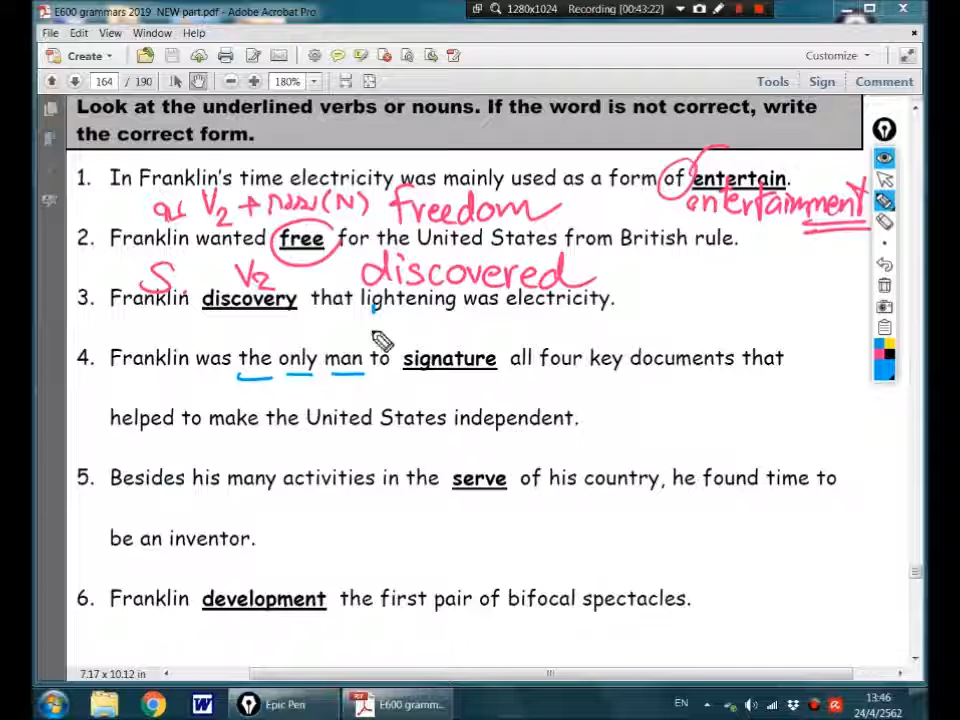 E600 grammars 2019 NEW part.pdf - Adobe Acrobat Pro
1280x1024 Recording [00:43:22]
File Edit View Window Help
Create Customize
164 / 190 180% Tools Sign Comment
Look at the underlined verbs or nouns. If the word is not correct, write
the correct form.
1. In Franklin's time electricity was mainly used as a form of entertain.
entertainment
V2 + กรรม(N) freedom
2. Franklin wanted free for the United States from British rule.
S. V2 discovered
3. Franklin discovery that lightening was electricity.
4. Franklin was the only man to signature all four key documents that
helped to make the United States independent.
5. Besides his many activities in the serve of his country, he found time to
be an inventor.
6. Franklin development the first pair of bifocal spectacles.
7.17 x 10.12 in
Epic Pen E600 gramm... EN 13:46
24/4/2562